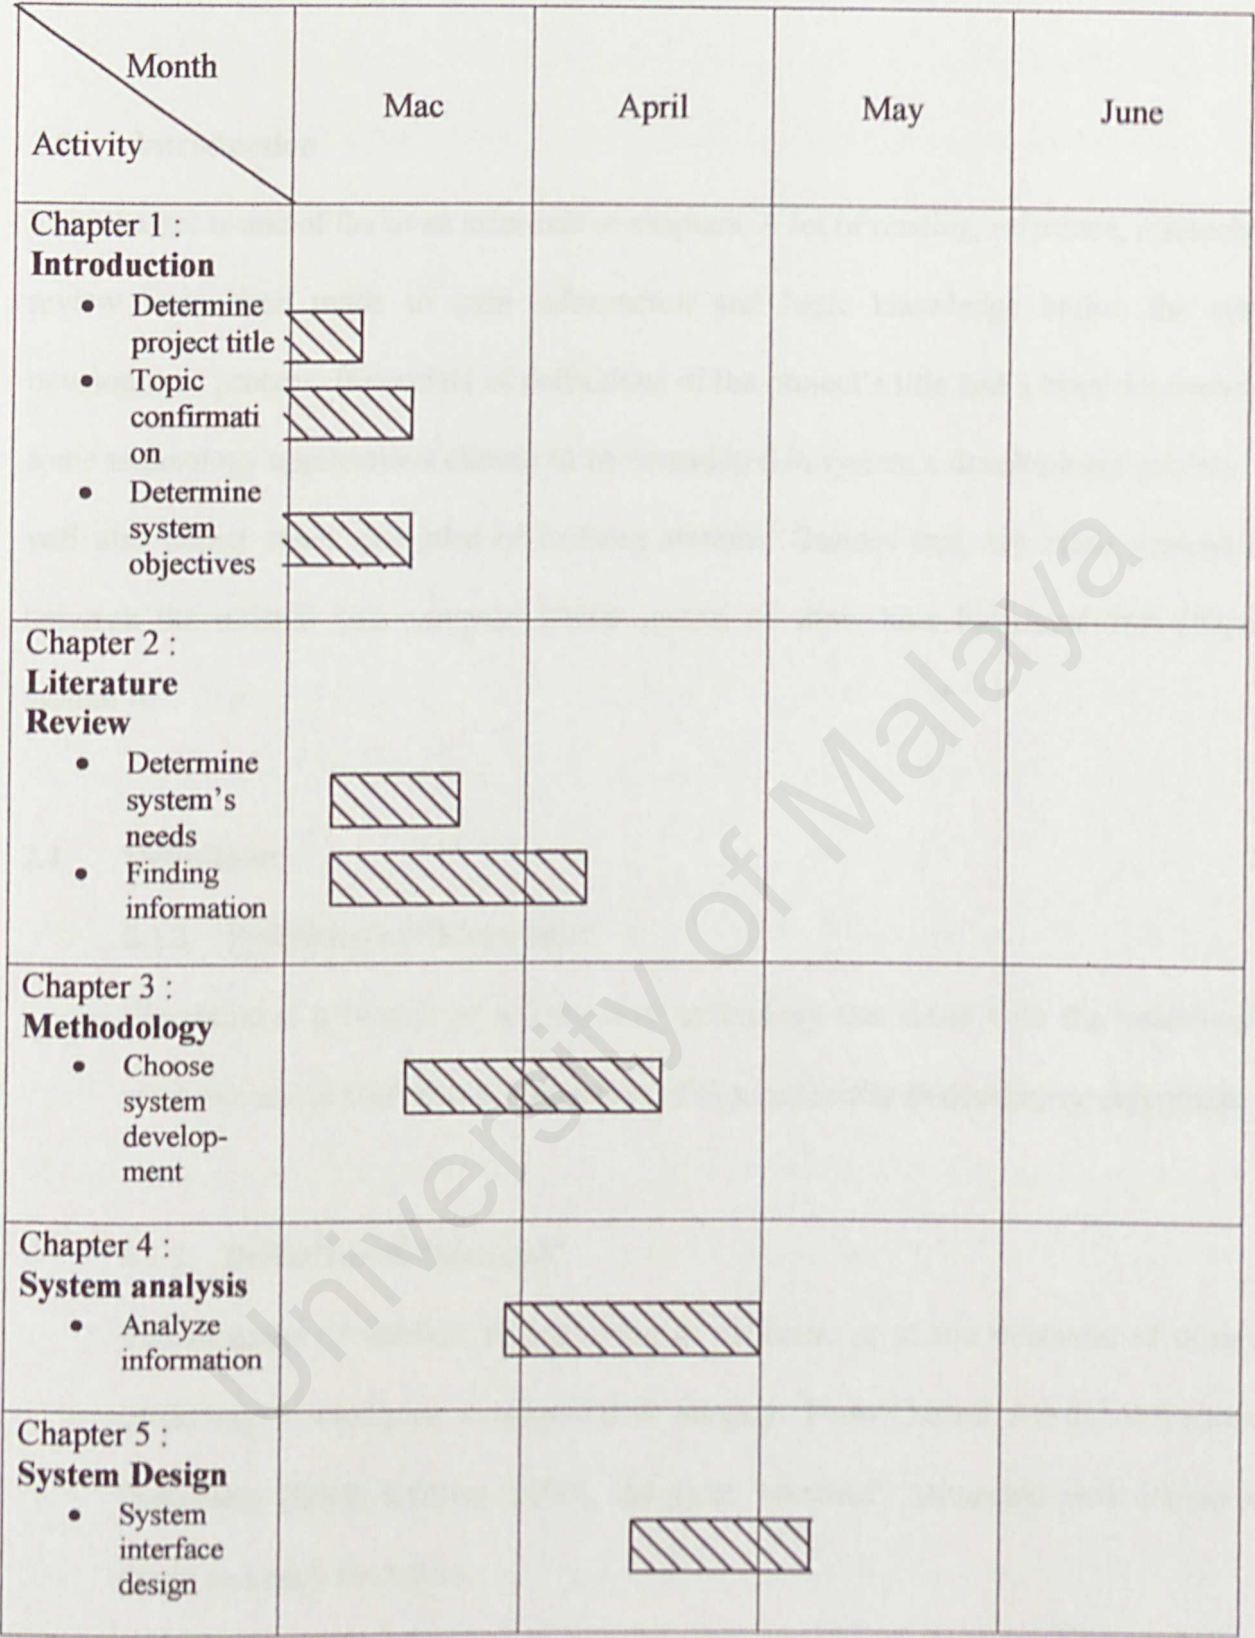 Month
Activity
Mac
April
May
June
Chapter 1 :
Introduction
• Determine
project title
• Topic
confirmati
on
• Determine
system
objectives
Chapter 2 :
Literature
Review
• Determine
system's
needs
• Finding
information
Chapter 3 :
Methodology
• Choose
system
develop-
ment
Chapter 4 :
System analysis
• Analyze
information
Chapter 5 :
System Design
• System
interface
design
University of Malaya